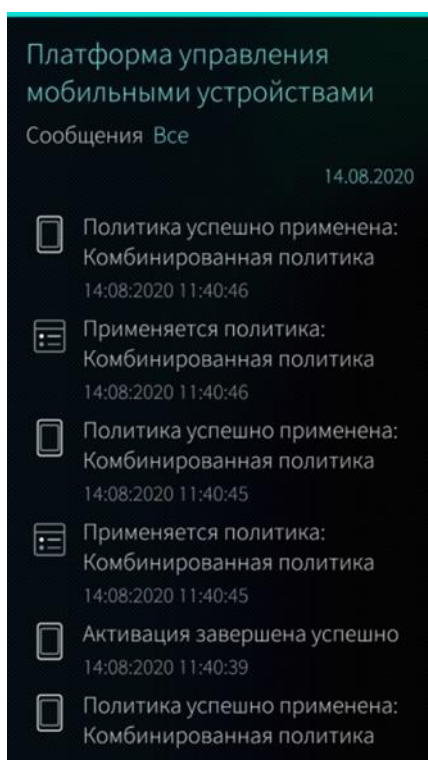 Платформа управления
мобильными устройствами
Сообщения Все
14.08.2020
Политика успешно применена:
Комбинированная политика
14:08:2020 11:40:46
Применяется политика:
Комбинированная политика
14:08:2020 11:40:46
Политика успешно применена:
Комбинированная политика
14:08:2020 11:40:45
Применяется политика:
Комбинированная политика
14:08:2020 11:40:45
Активация завершена успешно
14:08:2020 11:40:39
Политика успешно применена:
Комбинированная политика